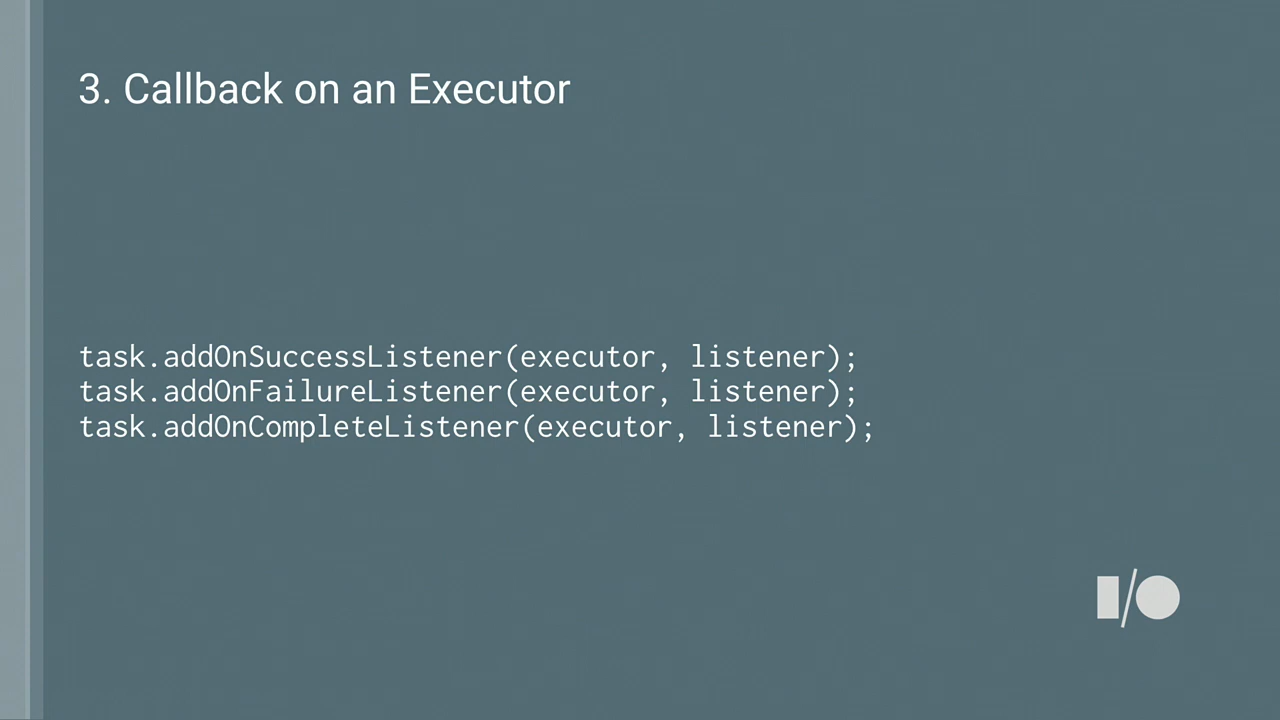 3. Callback on an Executor
task.addOnSuccessListener(executor, listener);
task.addOnFailureListener(executor, listener);
task.addOnCompleteListener(executor, listener);
I/O